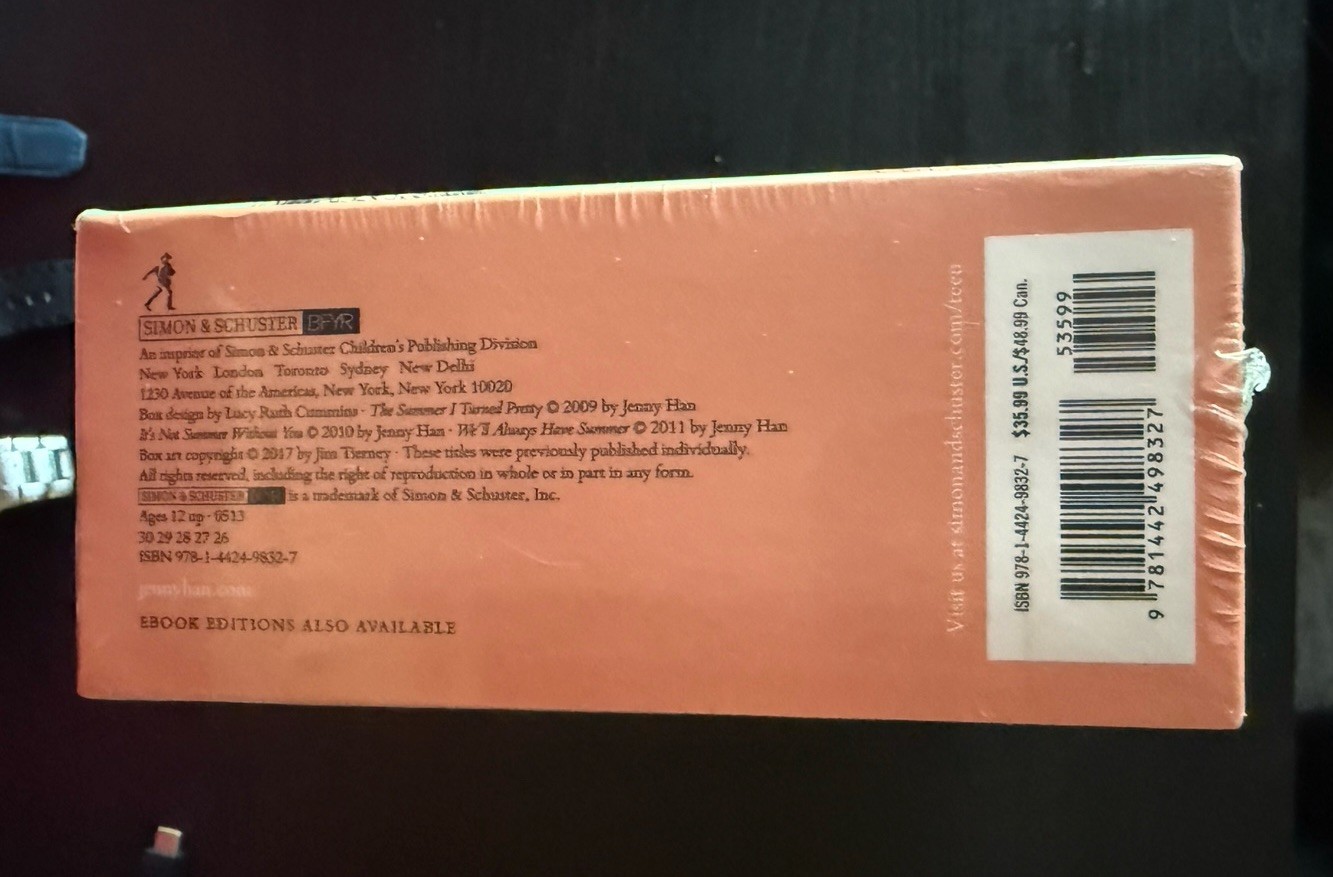 SIMON & SCHUSTER BFYR
An imprint of Simon & Schuster Children's Publishing Division
New York London Toronto Sydney New Delhi
1230 Avenue of the Americas, New York, New York 10020
Box design by Lucy Ruth Cummins · The Summer I Turned Pretty © 2009 by Jenny Han
It's Not Summer Without You © 2010 by Jenny Han · We'll Always Have Summer © 2011 by Jenny Han
Box art copyright © 2017 by Jim Tierney · These titles were previously published individually.
All rights reserved, including the right of reproduction in whole or in part in any form.
SIMON & SCHUSTER BFYR is a trademark of Simon & Schuster, Inc.
Ages 12 up · 0513
30 29 28 27 26
ISBN 978-1-4424-9832-7
jennyhan.com
EBOOK EDITIONS ALSO AVAILABLE
Visit us at simonandschuster.com/teen
ISBN 978-1-4424-9832-7 $35.99 U.S./$48.99 Can.
53599
9 781442 498327